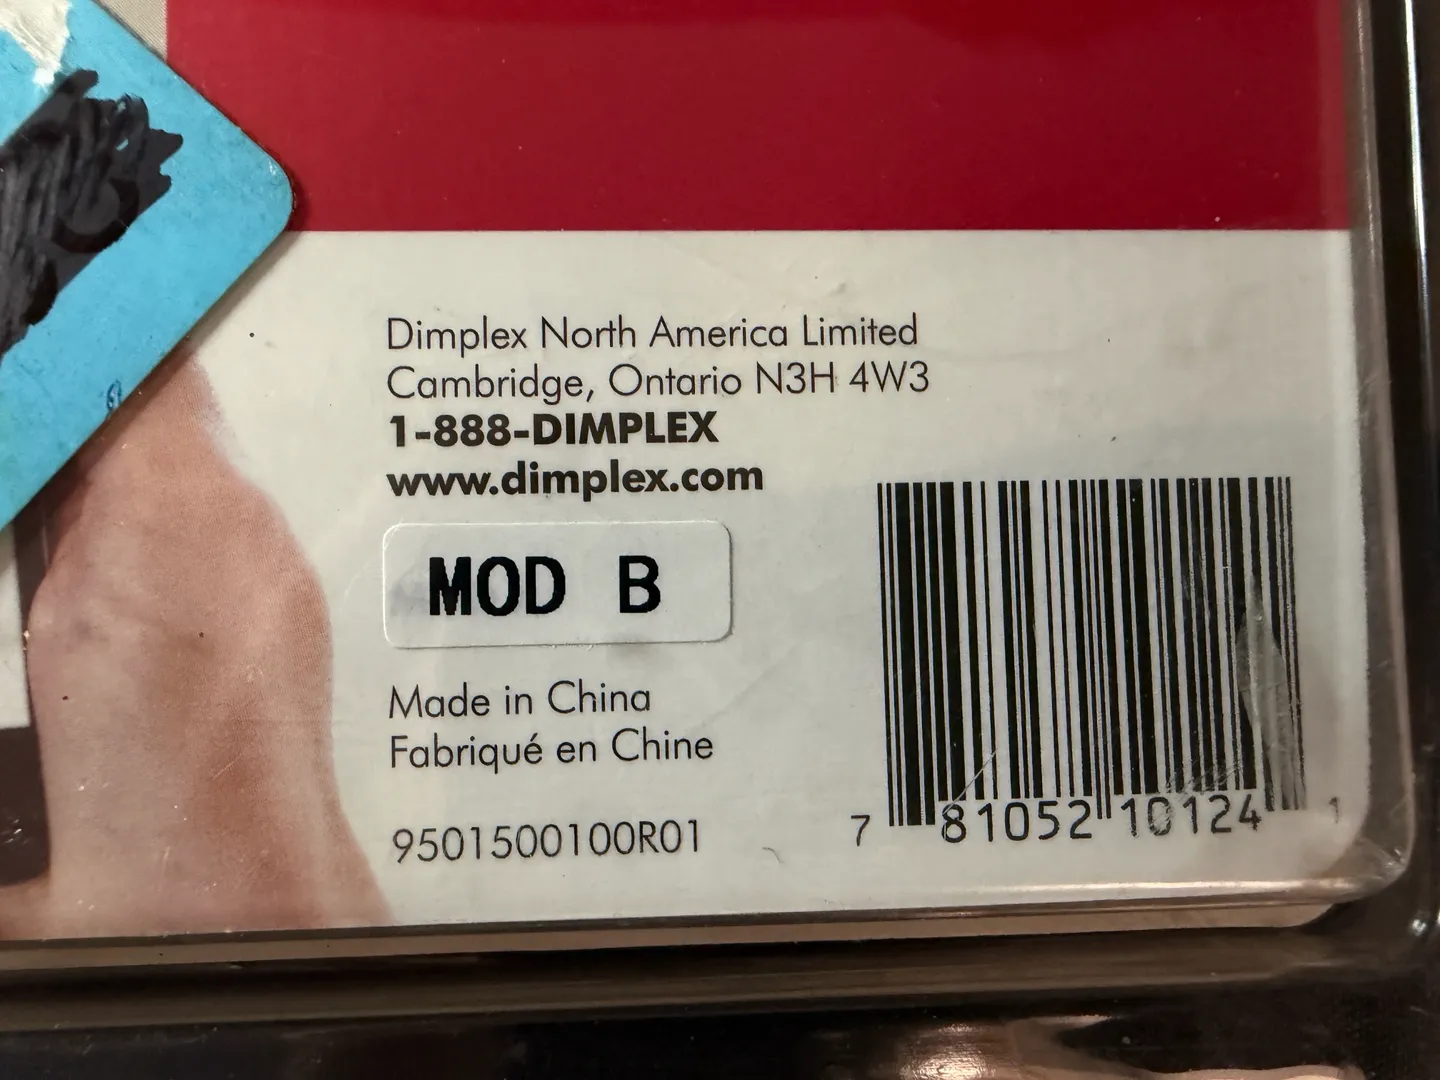 Dimplex North America Limited
Cambridge, Ontario N3H 4W3
1-888-DIMPLEX
www.dimplex.com
MOD B
Made in China
Fabriqué en Chine
9501500100R01
7 81052 10124 1